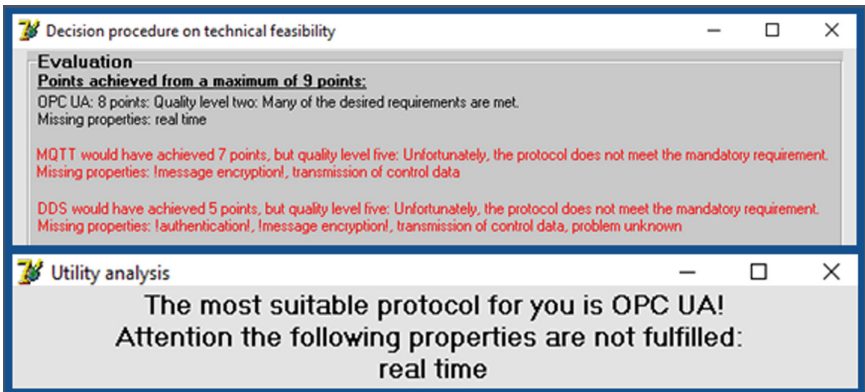 Decision procedure on technical feasibility
Evaluation
Points achieved from a maximum of 9 points:
OPC UA: 8 points: Quality level two: Many of the desired requirements are met.
Missing properties: real time
MQTT would have achieved 7 points, but quality level five: Unfortunately, the protocol does not meet the mandatory requirement.
Missing properties: !message encryption!, transmission of control data
DDS would have achieved 5 points, but quality level five: Unfortunately, the protocol does not meet the mandatory requirement.
Missing properties: !authentication!, !message encryption!, transmission of control data, problem unknown
Utility analysis
The most suitable protocol for you is OPC UA!
Attention the following properties are not fulfilled:
real time